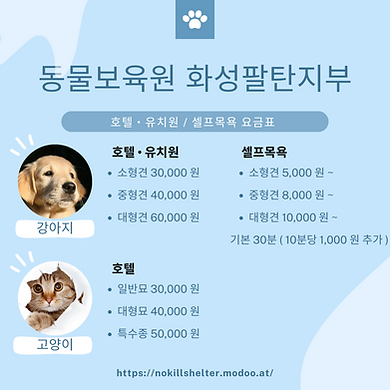 동물보육원 화성팔탄지부
호텔 • 유치원 / 셀프목욕 요금표
호텔 • 유치원
• 소형견 30,000 원
• 중형견 40,000 원
• 대형견 60,000 원
셀프목욕
• 소형견 5,000 원 ~
• 중형견 8,000 원 ~
• 대형견 10,000 원 ~
기본 30분 ( 10분당 1,000 원 추가 )
강아지
호텔
• 일반묘 30,000 원
• 대형묘 40,000 원
• 특수종 50,000 원
고양이
https://nokillshelter.modoo.at/